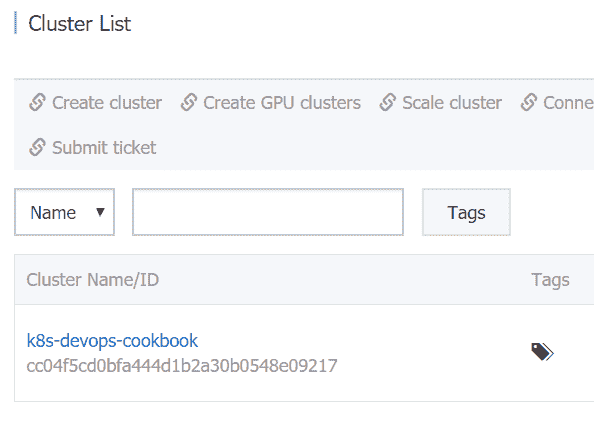 Cluster List
Create cluster Create GPU clusters Scale cluster Conne
Submit ticket
Name Tags
Cluster Name/ID Tags
k8s-devops-cookbook
cc04f5cd0bfa444d1b2a30b0548e09217